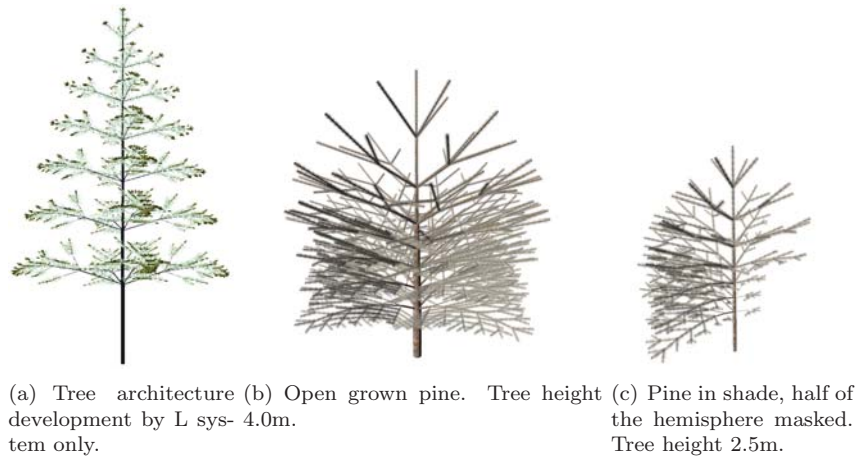 (a) Tree architecture
development by L sys-
tem only.
(b) Open grown pine. Tree height
4.0m.
(c) Pine in shade, half of
the hemisphere masked.
Tree height 2.5m.